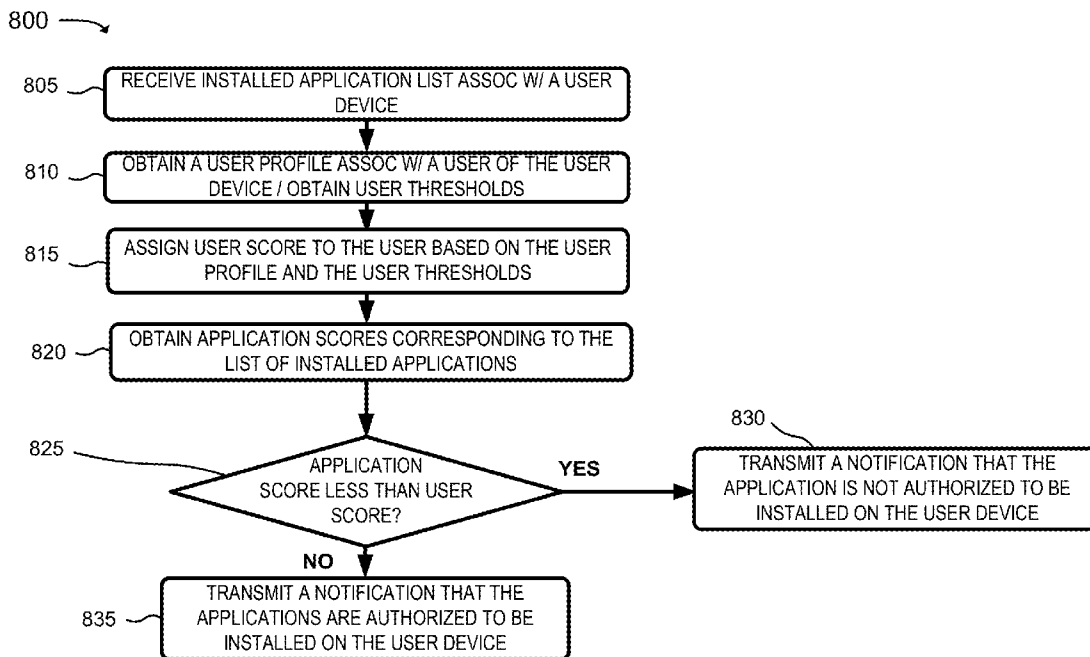 800
805
RECEIVE INSTALLED APPLICATION LIST ASSOC W/ A USER
DEVICE
810
OBTAIN A USER PROFILE ASSOC W/ A USER OF THE USER
DEVICE / OBTAIN USER THRESHOLDS
815
ASSIGN USER SCORE TO THE USER BASED ON THE USER
PROFILE AND THE USER THRESHOLDS
820
OBTAIN APPLICATION SCORES CORRESPONDING TO THE
LIST OF INSTALLED APPLICATIONS
825
APPLICATION
SCORE LESS THAN USER
SCORE?
YES
830
TRANSMIT A NOTIFICATION THAT THE
APPLICATION IS NOT AUTHORIZED TO BE
INSTALLED ON THE USER DEVICE
NO
835
TRANSMIT A NOTIFICATION THAT THE
APPLICATIONS ARE AUTHORIZED TO BE
INSTALLED ON THE USER DEVICE